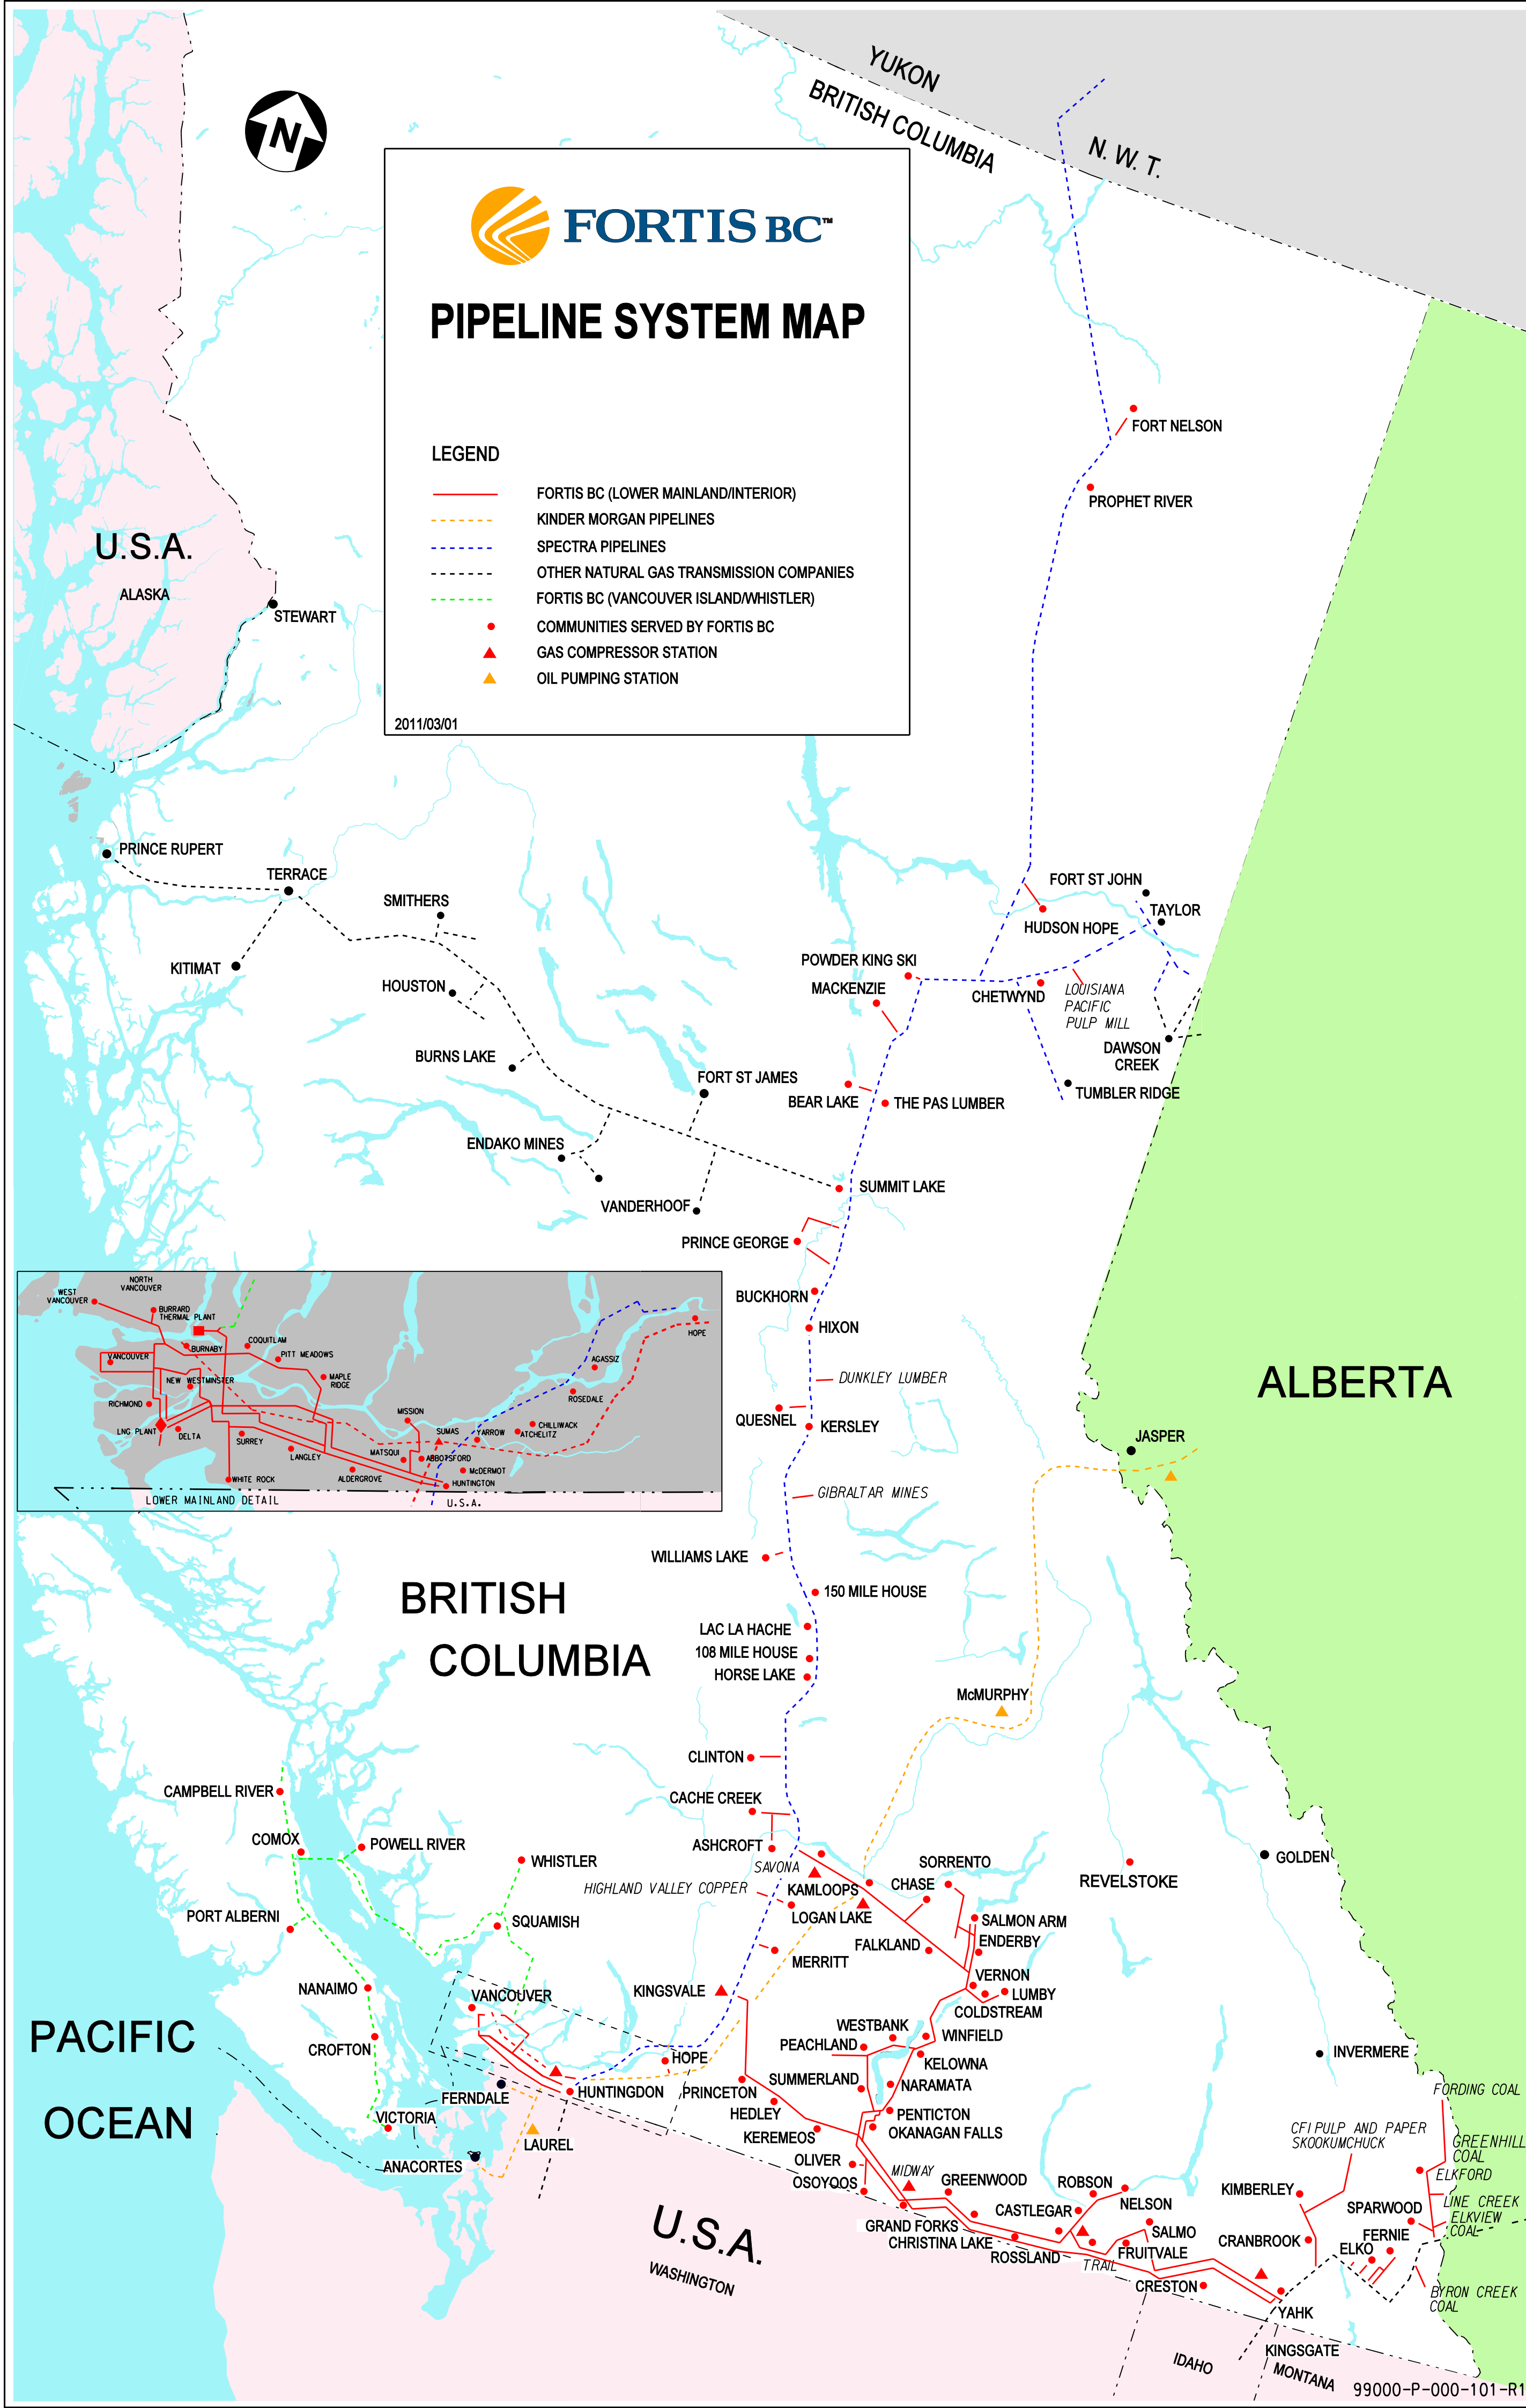 YUKON
BRITISH COLUMBIA
N. W. T.
N
FORTIS BC™
PIPELINE SYSTEM MAP
LEGEND
FORTIS BC (LOWER MAINLAND/INTERIOR)
KINDER MORGAN PIPELINES
SPECTRA PIPELINES
OTHER NATURAL GAS TRANSMISSION COMPANIES
FORTIS BC (VANCOUVER ISLAND/WHISTLER)
COMMUNITIES SERVED BY FORTIS BC
GAS COMPRESSOR STATION
OIL PUMPING STATION
2011/03/01
FORT NELSON
PROPHET RIVER
U.S.A.
ALASKA
STEWART
PRINCE RUPERT
TERRACE
SMITHERS
KITIMAT
HOUSTON
BURNS LAKE
FORT ST JAMES
ENDAKO MINES
VANDERHOOF
FORT ST JOHN
TAYLOR
HUDSON HOPE
POWDER KING SKI
MACKENZIE
CHETWYND
LOUISIANA
PACIFIC
PULP MILL
DAWSON
CREEK
TUMBLER RIDGE
BEAR LAKE
THE PAS LUMBER
SUMMIT LAKE
PRINCE GEORGE
BUCKHORN
HIXON
DUNKLEY LUMBER
QUESNEL
KERSLEY
GIBRALTAR MINES
WILLIAMS LAKE
150 MILE HOUSE
LAC LA HACHE
108 MILE HOUSE
HORSE LAKE
ALBERTA
JASPER
NORTH
VANCOUVER
WEST
VANCOUVER
BURRARD
THERMAL PLANT
BURNABY
COQUITLAM
PITT MEADOWS
VANCOUVER
NEW WESTMINSTER
MAPLE
RIDGE
RICHMOND
LNG PLANT
DELTA
SURREY
LANGLEY
WHITE ROCK
ALDERGROVE
MISSION
MATSQUI
SUMAS
ABBOTSFORD
YARROW
McDERMOT
HUNTINGTON
CHILLIWACK
ATCHELITZ
ROSEDALE
AGASSIZ
HOPE
LOWER MAINLAND DETAIL
U.S.A.
BRITISH
COLUMBIA
McMURPHY
CLINTON
CACHE CREEK
ASHCROFT
SAVONA
HIGHLAND VALLEY COPPER
KAMLOOPS
LOGAN LAKE
CHASE
SORRENTO
SALMON ARM
ENDERBY
FALKLAND
VERNON
LUMBY
COLDSTREAM
REVELSTOKE
GOLDEN
CAMPBELL RIVER
COMOX
POWELL RIVER
WHISTLER
PORT ALBERNI
SQUAMISH
MERRITT
KINGSVALE
NANAIMO
VANCOUVER
CROFTON
HOPE
WESTBANK
PEACHLAND
WINFIELD
KELOWNA
SUMMERLAND
NARAMATA
PENTICTON
OKANAGAN FALLS
PRINCETON
HEDLEY
KEREMEOS
OLIVER
OSOYOOS
HUNTINGDON
FERNDALE
VICTORIA
LAUREL
ANACORTES
PACIFIC
OCEAN
MIDWAY
GREENWOOD
GRAND FORKS
CHRISTINA LAKE
CASTLEGAR
ROBSON
NELSON
SALMO
ROSSLAND
TRAIL
FRUITVALE
CRESTON
INVERMERE
FORDING COAL
CFI PULP AND PAPER
SKOOKUMCHUCK
GREENHILL
COAL
ELKFORD
KIMBERLEY
SPARWOOD
LINE CREEK
ELKVIEW
COAL
CRANBROOK
FERNIE
ELKO
BYRON CREEK
COAL
YAHK
KINGSGATE
U.S.A.
WASHINGTON
IDAHO
MONTANA
99000-P-000-101-R1